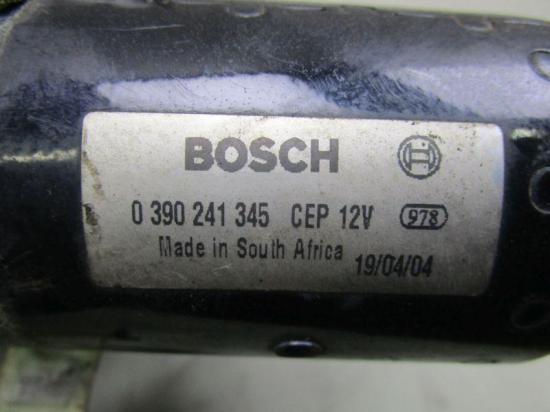 BOSCH
0 390 241 345 CEP 12V 978
Made in South Africa 19/04/04